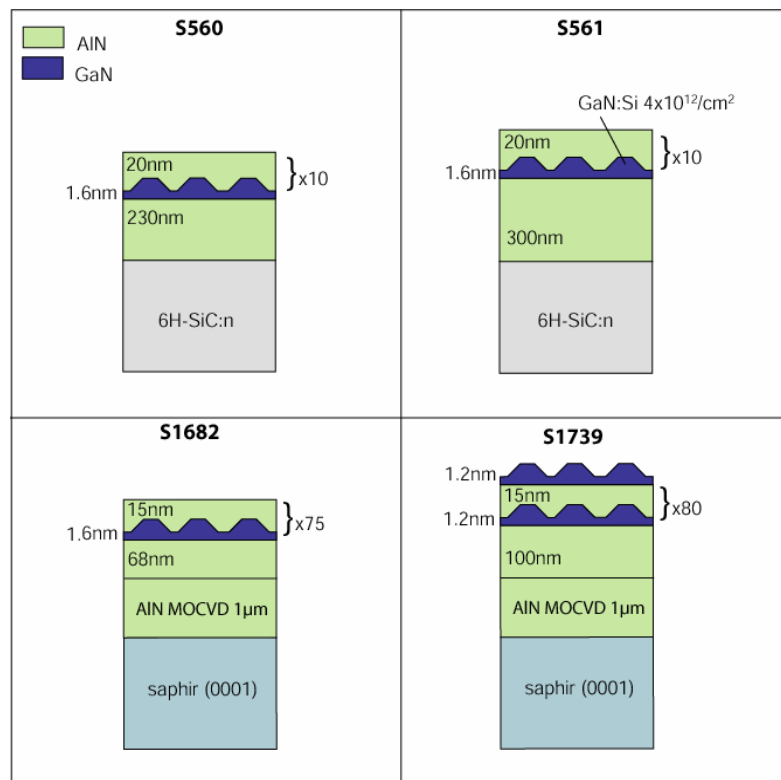 S560
AlN
GaN
20nm
x10
1.6nm
230nm
6H-SiC:n
S561
GaN:Si 4x10¹²/cm²
20nm
x10
1.6nm
300nm
6H-SiC:n
S1682
15nm
x75
1.6nm
68nm
AlN MOCVD 1µm
saphir (0001)
S1739
1.2nm
15nm
x80
1.2nm
100nm
AlN MOCVD 1µm
saphir (0001)